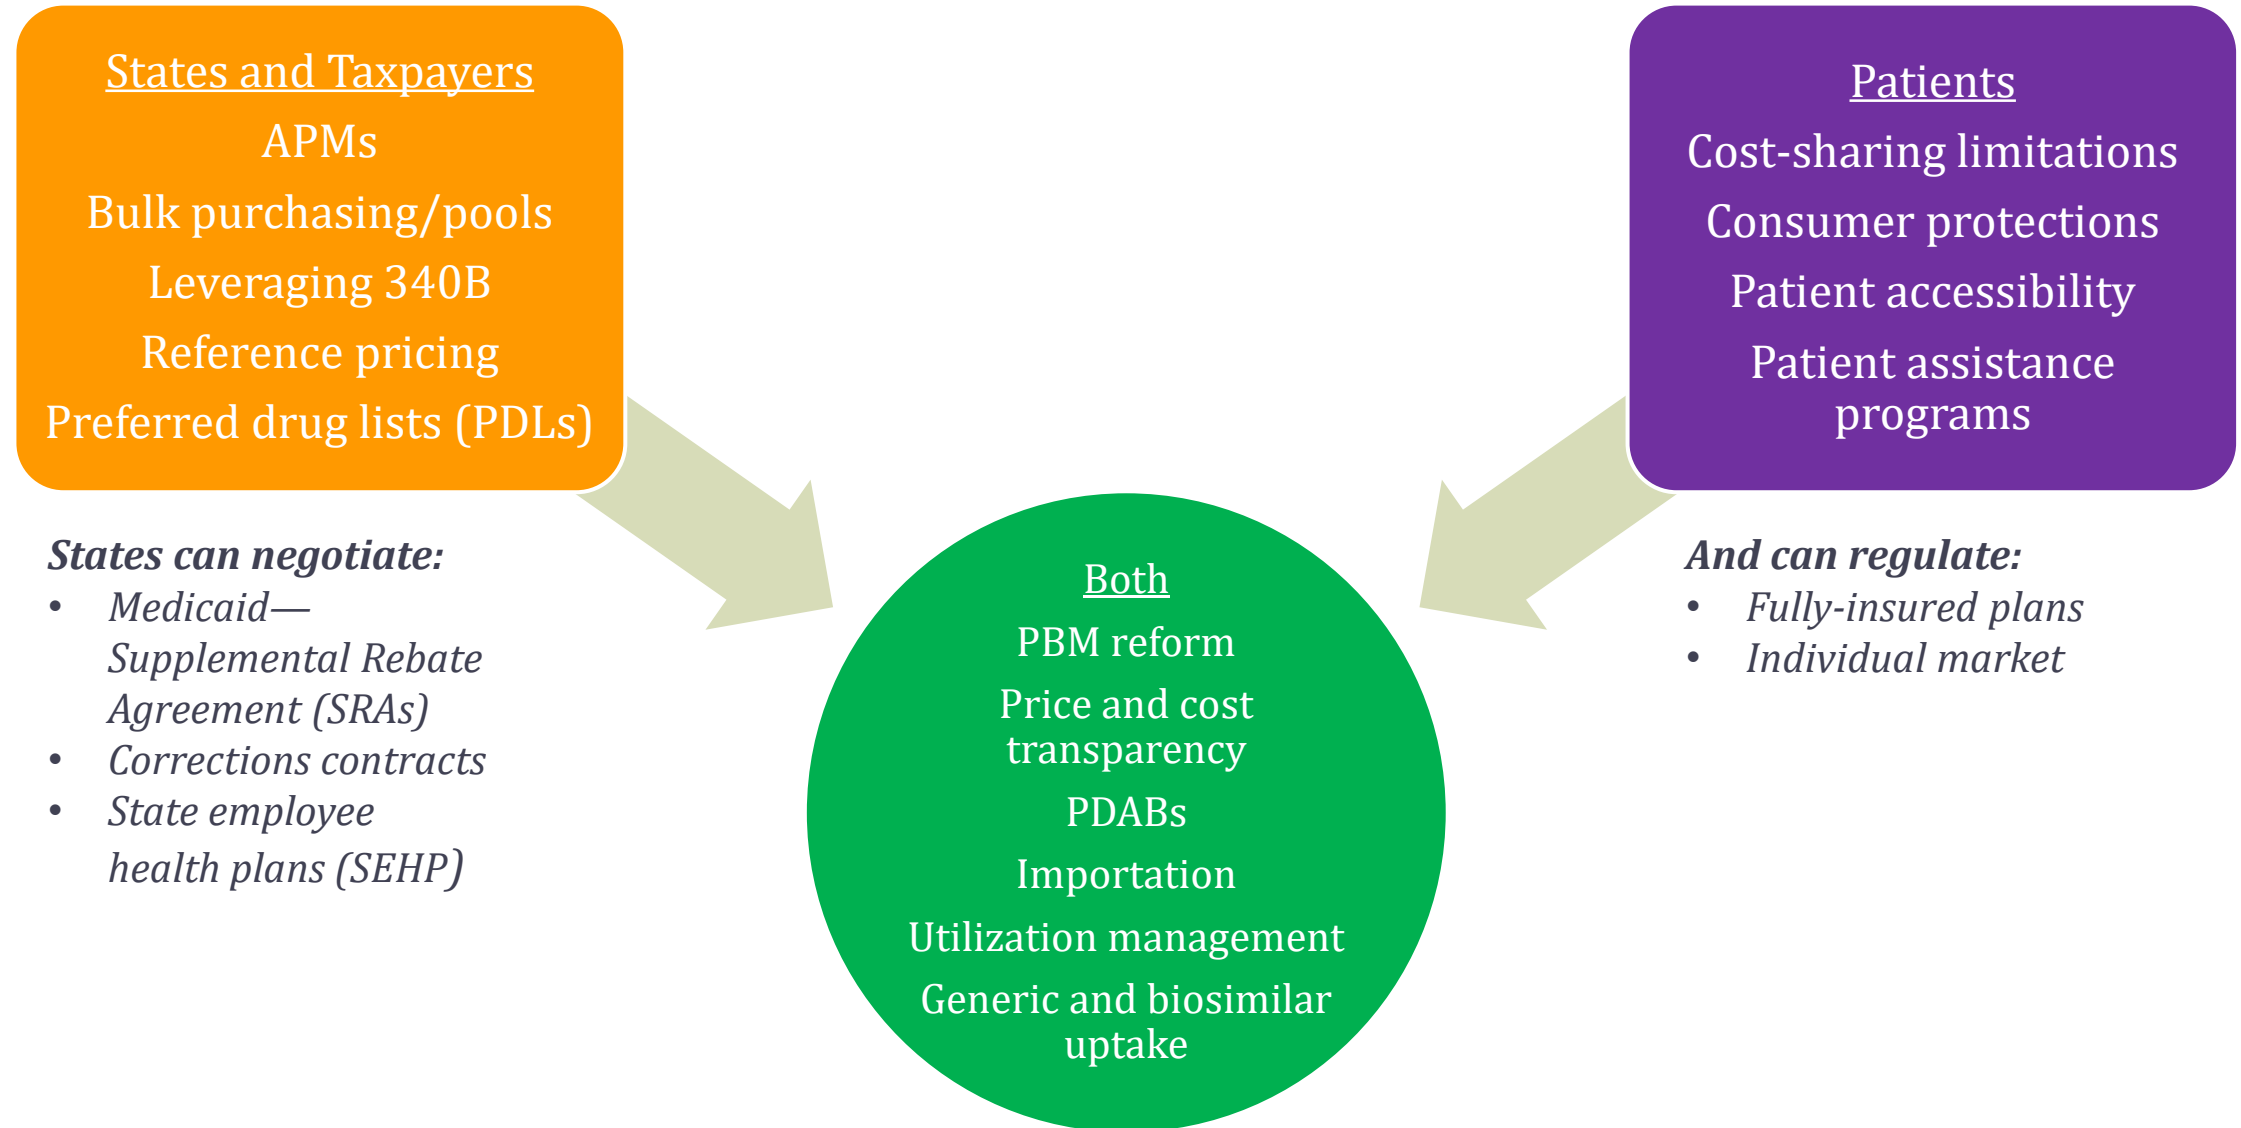 States and Taxpayers
APMs
Bulk purchasing/pools
Leveraging 340B
Reference pricing
Preferred drug lists (PDLs)
States can negotiate:
• Medicaid—
Supplemental Rebate
Agreement (SRAs)
• Corrections contracts
• State employee
health plans (SEHP)
Both
PBM reform
Price and cost
transparency
PDABs
Importation
Utilization management
Generic and biosimilar
uptake
Patients
Cost-sharing limitations
Consumer protections
Patient accessibility
Patient assistance
programs
And can regulate:
• Fully-insured plans
• Individual market